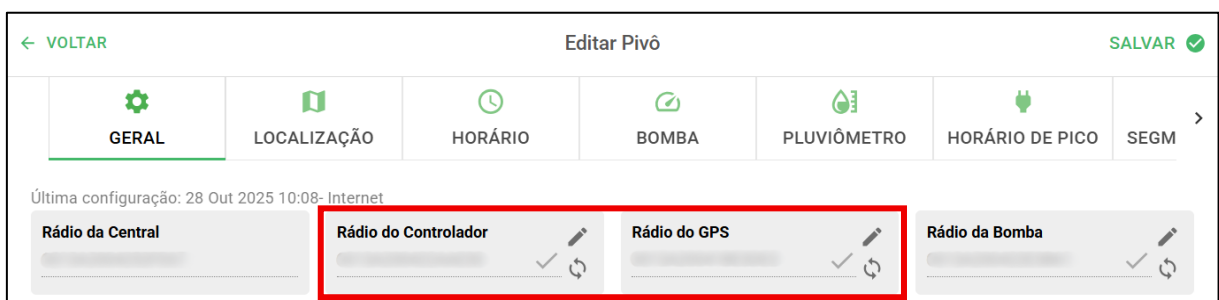 ← VOLTAR Editar Pivô SALVAR
GERAL LOCALIZAÇÃO HORÁRIO BOMBA PLUVIÔMETRO HORÁRIO DE PICO SEGM
Última configuração: 28 Out 2025 10:08- Internet
Rádio da Central Rádio do Controlador Rádio do GPS Rádio da Bomba